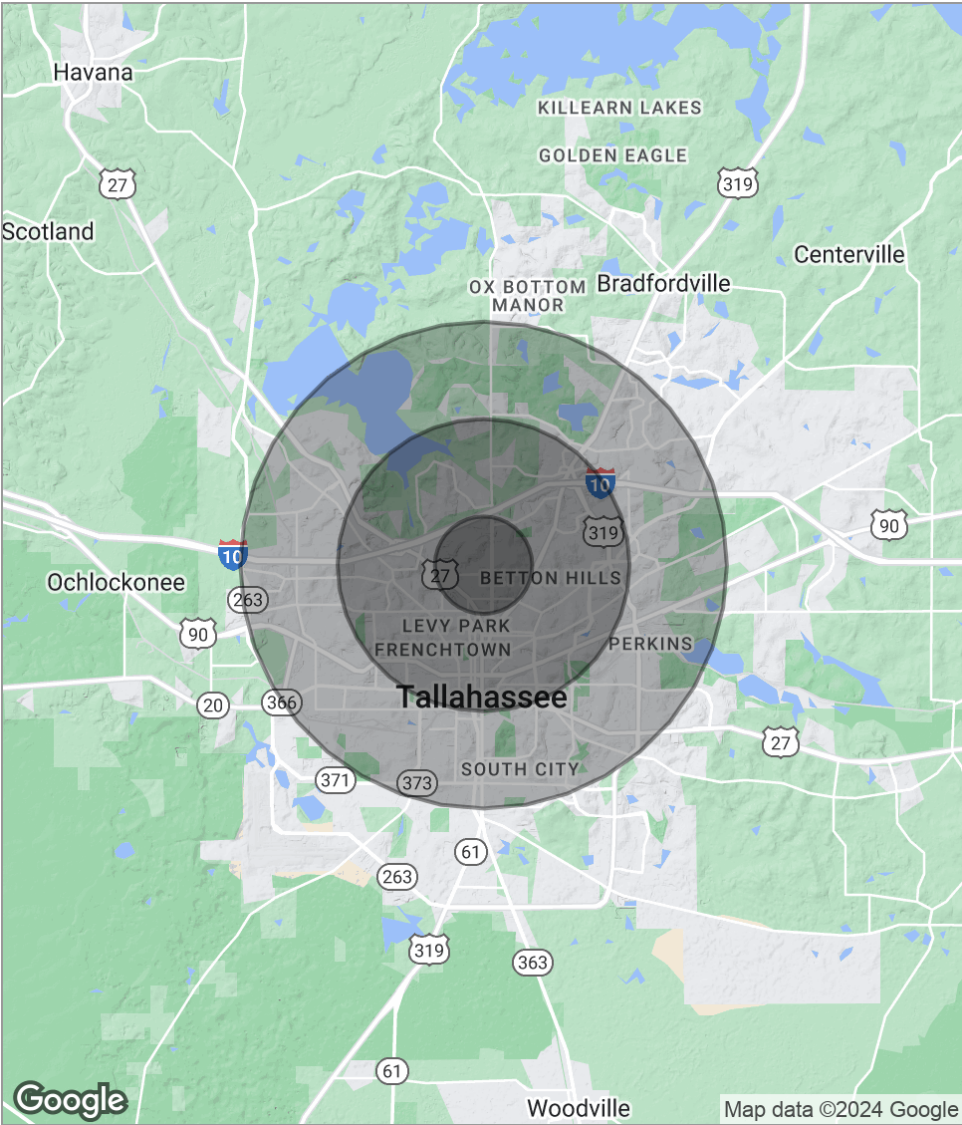 Havana
KILLEARN LAKES
GOLDEN EAGLE
27
319
Scotland
Centerville
OX BOTTOM
MANOR
Bradfordville
10
90
319
10
27
BETTON HILLS
Ochlockonee
263
LEVY PARK
90
PERKINS
FRENCHTOWN
Tallahassee
366
20
27
SOUTH CITY
371
373
61
263
319
363
61
Google
Woodville
Map data ©2024 Google